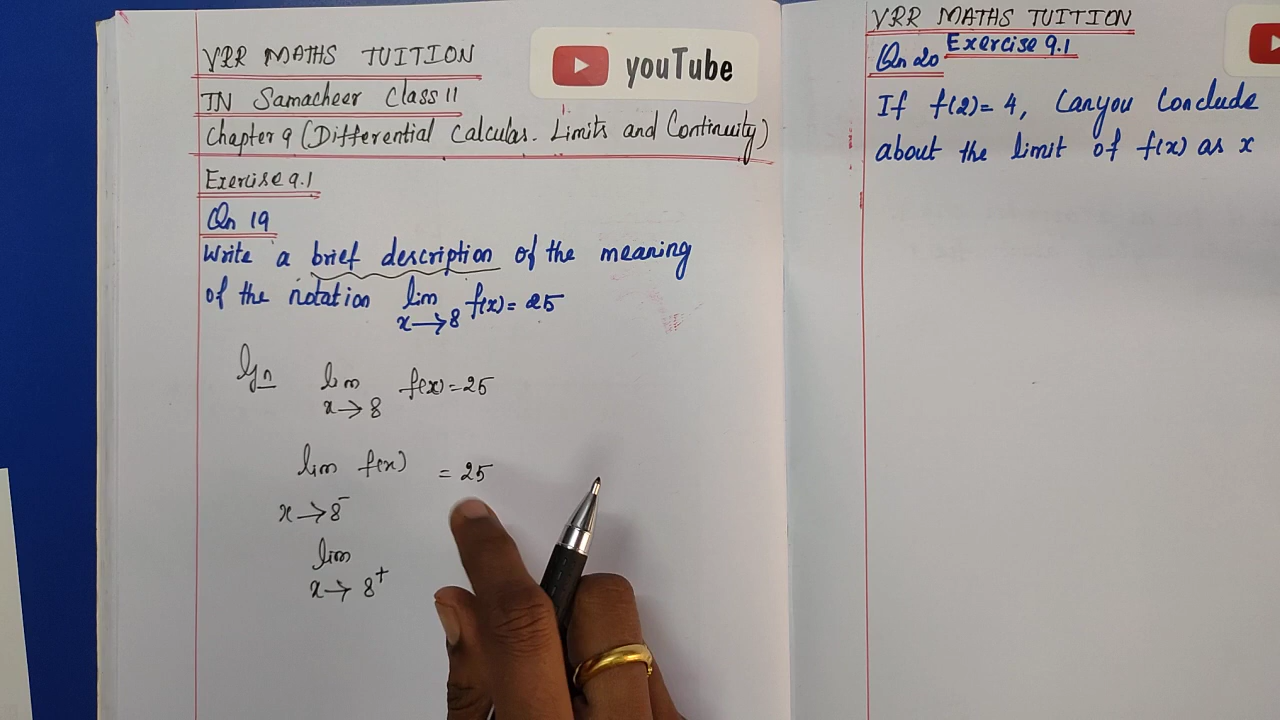 VRR MATHS TUITION
youTube
TN Samacheer Class 11
Chapter 9 (Differential Calculas. Limits and Continuity)
Exercise 9.1
Qn 19
Write a brief description of the meaning
of the notation lim f(x) = 25
x→8
lim f(x) = 25
x→8
lim f(x) = 25
x→8⁻
lim
x→8⁺
VRR MATHS TUITION
Qn 20 Exercise 9.1
If f(2) = 4, Can you Conclude
about the limit of f(x) as x